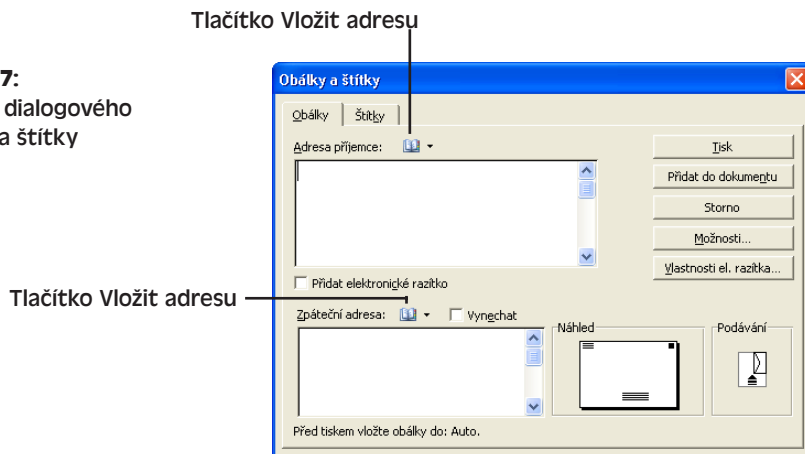 Tlačítko Vložit adresu
7:
dialogového
a štítky
Obálky a štítky
Obálky
Štítky
Adresa příjemce:
Tisk
Přidat do dokumentu
Storno
Možnosti...
Vlastnosti el. razítka...
Přidat elektronické razítko
Tlačítko Vložit adresu
Zpáteční adresa:
Vynechat
Náhled
Podávání
Před tiskem vložte obálky do: Auto.